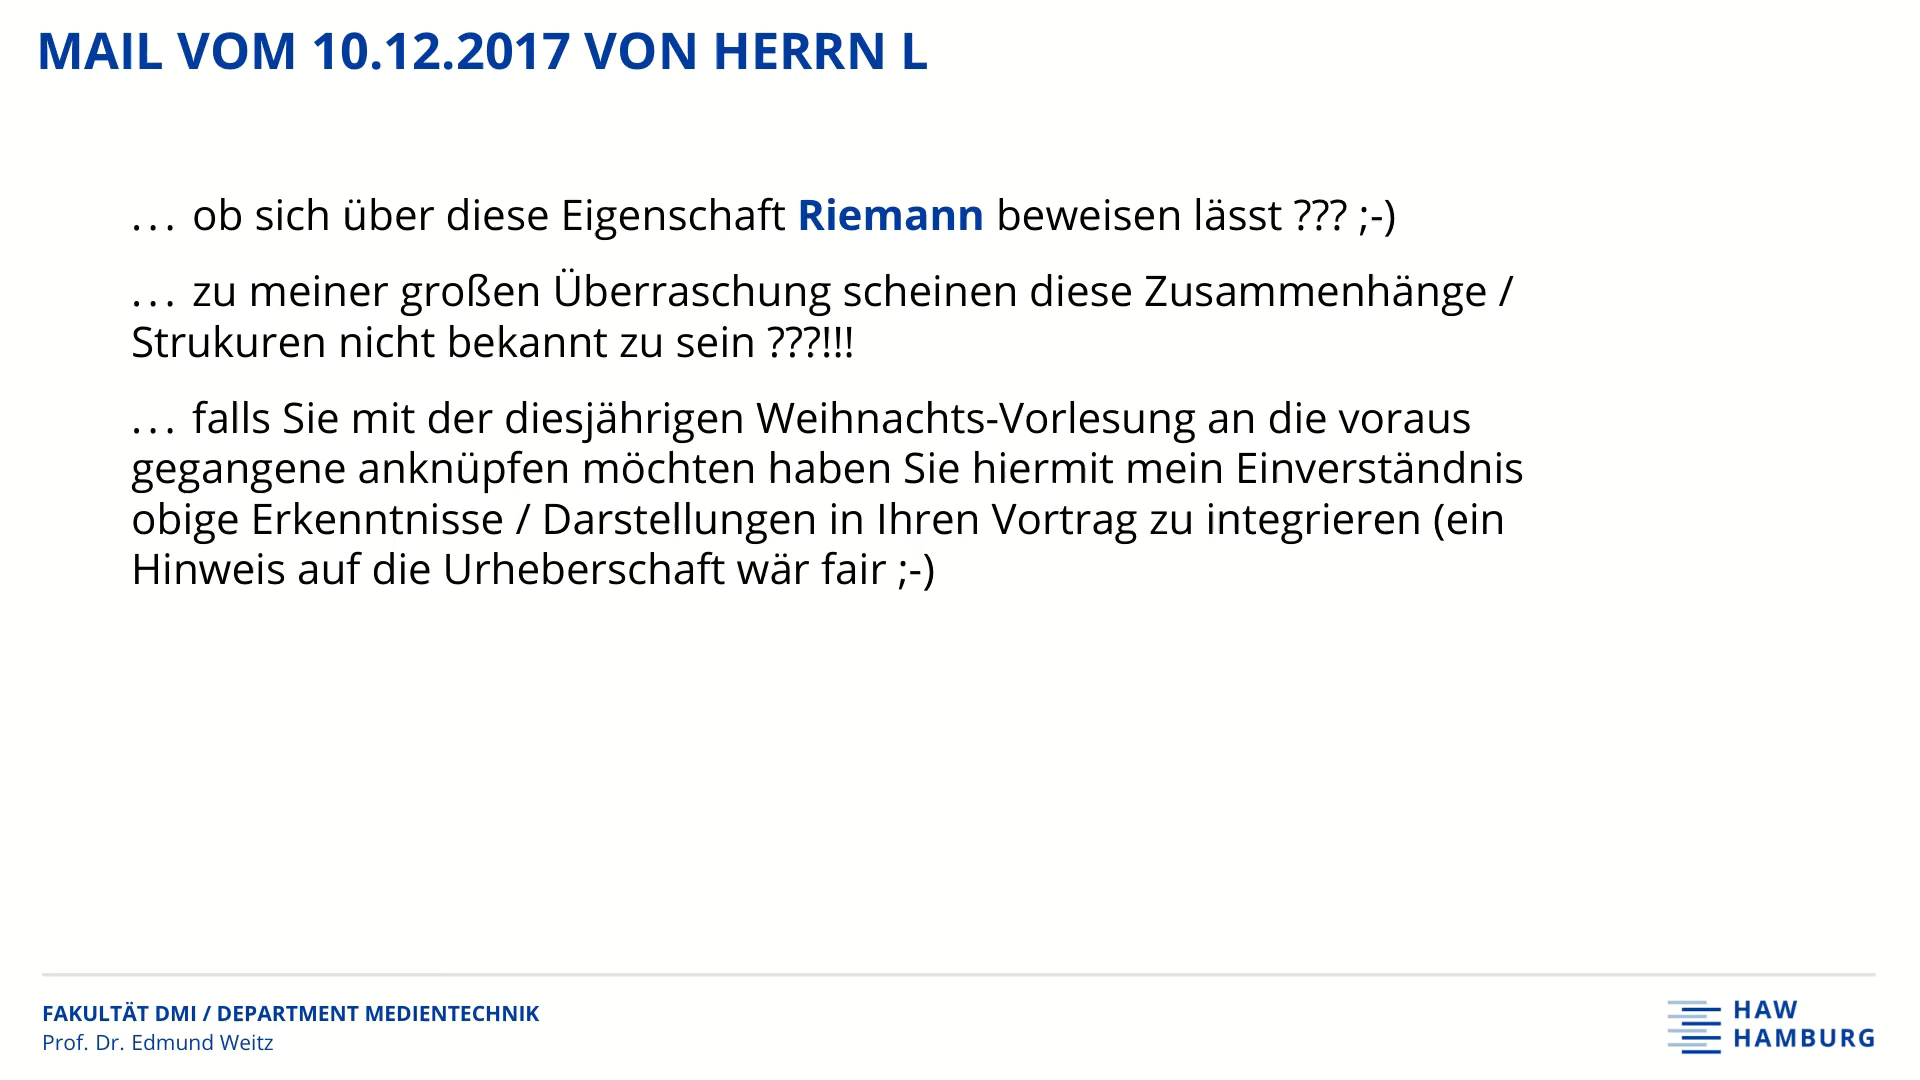 MAIL VOM 10.12.2017 VON HERRN L
... ob sich über diese Eigenschaft Riemann beweisen lässt ??? ;-)
... zu meiner großen Überraschung scheinen diese Zusammenhänge /
Strukuren nicht bekannt zu sein ???!!!
... falls Sie mit der diesjährigen Weihnachts-Vorlesung an die voraus
gegangene anknüpfen möchten haben Sie hiermit mein Einverständnis
obige Erkenntnisse / Darstellungen in Ihren Vortrag zu integrieren (ein
Hinweis auf die Urheberschaft wär fair ;-)
FAKULTÄT DMI / DEPARTMENT MEDIENTECHNIK
Prof. Dr. Edmund Weitz
HAW
HAMBURG